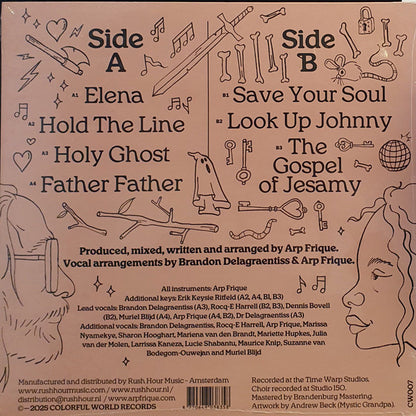 Side A
A1 Elena
A2 Hold The Line
A3 Holy Ghost
A4 Father Father
Side B
B1 Save Your Soul
B2 Look Up Johnny
B3 The Gospel of Jesamy
Produced, mixed, written and arranged by Arp Frique.
Vocal arrangements by Brandon Delagraentiss & Arp Frique.
All instruments: Arp Frique
Additional keys: Erik Keysie Ritfeld (A2, A4, B1, B3)
Lead vocals: Brandon Delagraentiss (A3), Rocq-E Harrell (B2, B3), Dennis Bovell
(B2), Muriel Blijd (A4), Arp Frique (A4, B2), Dr Delagraentiss (A3)
Additional vocals: Brandon Delagraentiss, Rocq-E Harrell, Arp Frique, Marissa
Nyamekye, Sharon Hooghart, Mariena van den Brandt, Mariette Hupkes, Julia
van der Molen, Larissa Kaneza, Lucie Shabantu, Maurice Knip, Suzanne van
Bodegom-Ouwejan and Muriel Blijd
Manufactured and distributed by Rush Hour Music - Amsterdam
www.rushhourmusic.com / www.rushhour.nl /
distribution@rushhour.nl / www.arpfrique.com
© - ℗ 2025 COLORFUL WORLD RECORDS
Recorded at the Time Warp Studios.
Choir recorded at Studio 150.
Mastered by Brandenburg Mastering.
Artwork by Andrew Beck (Mystic Grandpa).